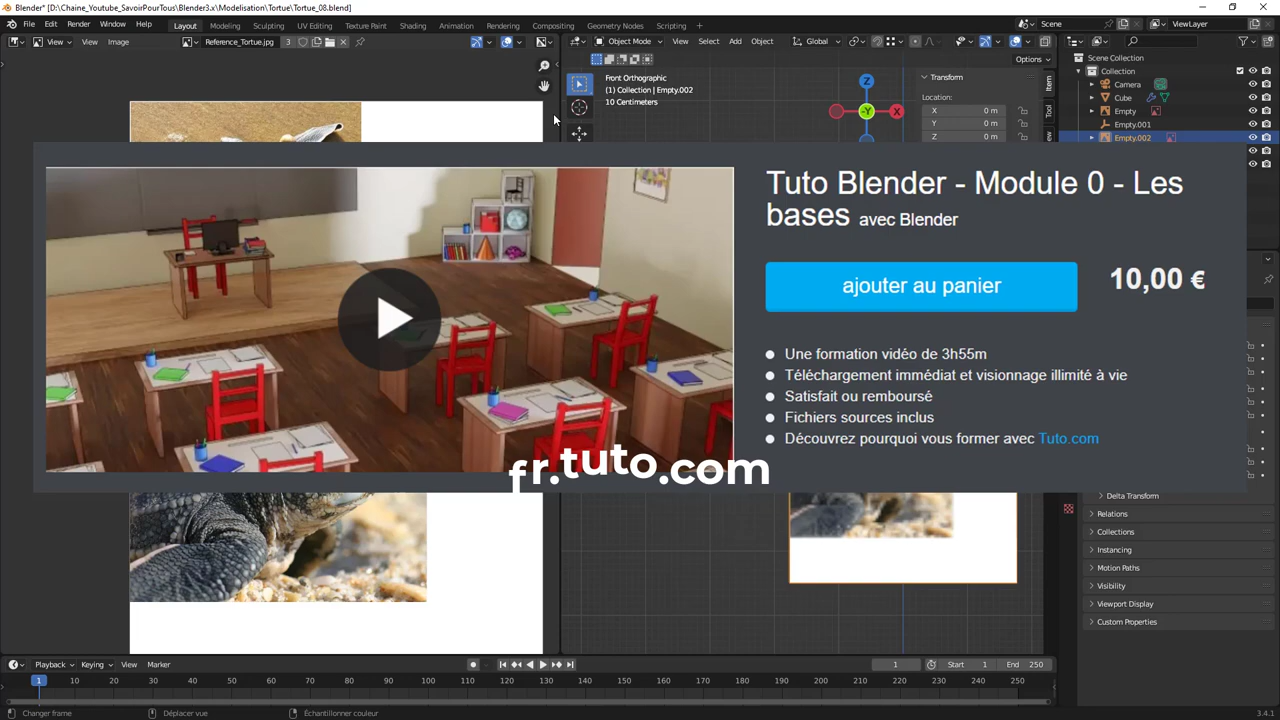 Blender* [D:\Chaine_Youtube_SavoirPourTous\Blender3.x\Modelisation\Tortue\Tortue_08.blend]
File Edit Render Window Help Layout Modeling Sculpting UV Editing Texture Paint Shading Animation Rendering Compositing Geometry Nodes Scripting Scene ViewLayer
View View Image Reference_Tortue.jpg 3 Object Mode View Select Add Object Global
Options
Front Orthographic
(1) Collection | Empty.002
10 Centimeters
Z
-Y
X
Transform
Location:
X 0 m
Y 0 m
Z 0 m
Item
Tool
Scene Collection
Collection
Camera
Cube
Empty
Empty.001
Empty.002
Tuto Blender - Module 0 - Les
bases avec Blender
ajouter au panier 10,00 €
Une formation vidéo de 3h55m
Téléchargement immédiat et visionnage illimité à vie
Satisfait ou remboursé
Fichiers sources inclus
Découvrez pourquoi vous former avec Tuto.com
fr.tuto.com
Delta Transform
Relations
Collections
Instancing
Motion Paths
Visibility
Viewport Display
Custom Properties
Playback Keying View Marker 1 Start 1 End 250
1 10 20 30 40 50 60 70 80 90 100 110 120 130 140 150 160 170 180 190 200 210 220 230 240 250
Changer frame Déplacer vue Échantillonner couleur 3.4.1